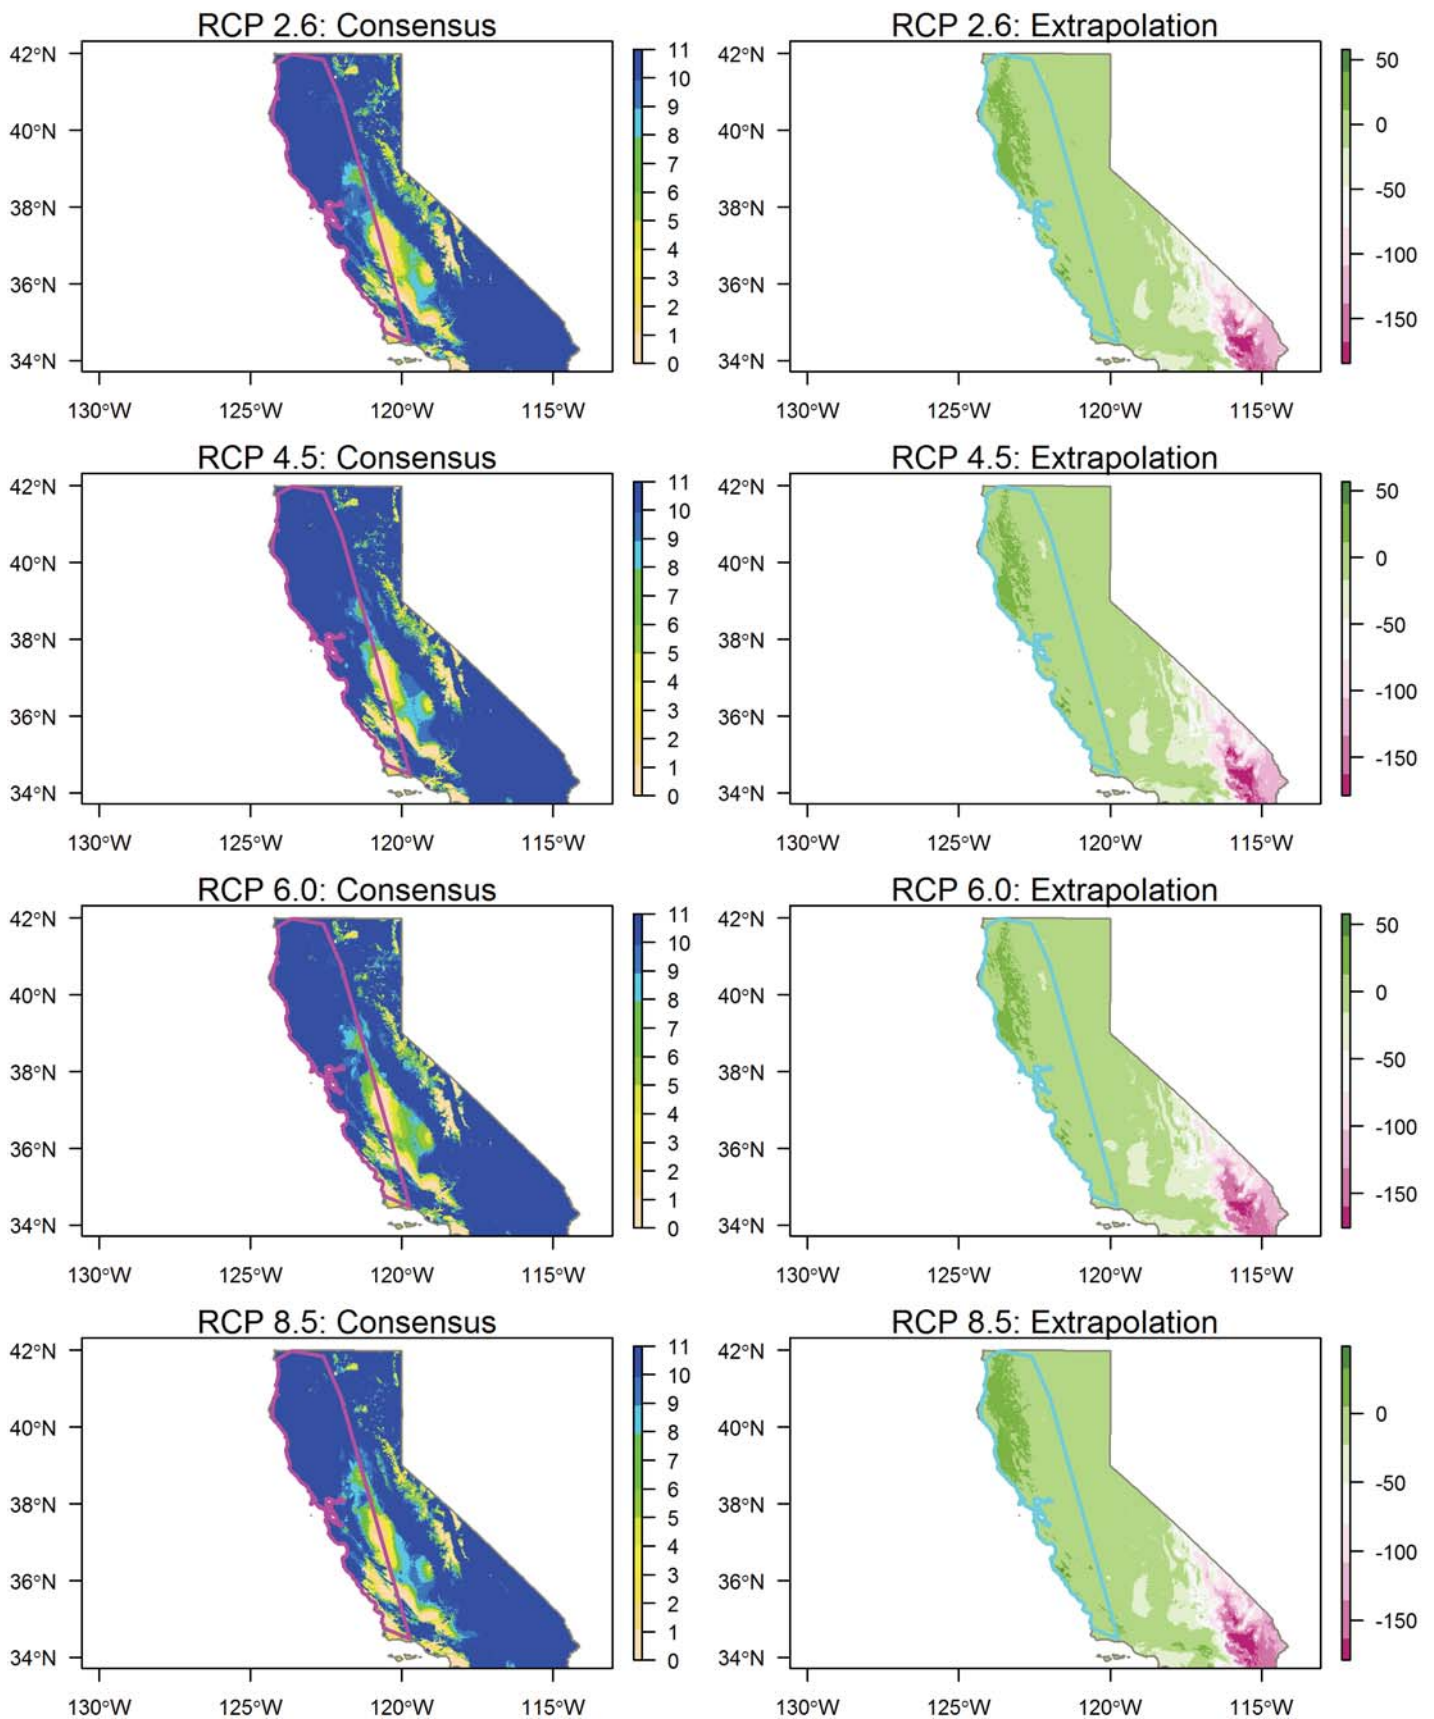 RCP 2.6: Consensus
42°N
40°N
38°N
36°N
34°N
130°W 125°W 120°W 115°W
11
10
9
8
7
6
5
4
3
2
1
0
RCP 2.6: Extrapolation
42°N
40°N
38°N
36°N
34°N
130°W 125°W 120°W 115°W
50
0
-50
-100
-150
RCP 4.5: Consensus
42°N
40°N
38°N
36°N
34°N
130°W 125°W 120°W 115°W
11
10
9
8
7
6
5
4
3
2
1
0
RCP 4.5: Extrapolation
42°N
40°N
38°N
36°N
34°N
130°W 125°W 120°W 115°W
50
0
-50
-100
-150
RCP 6.0: Consensus
42°N
40°N
38°N
36°N
34°N
130°W 125°W 120°W 115°W
11
10
9
8
7
6
5
4
3
2
1
0
RCP 6.0: Extrapolation
42°N
40°N
38°N
36°N
34°N
130°W 125°W 120°W 115°W
50
0
-50
-100
-150
RCP 8.5: Consensus
42°N
40°N
38°N
36°N
34°N
130°W 125°W 120°W 115°W
11
10
9
8
7
6
5
4
3
2
1
0
RCP 8.5: Extrapolation
42°N
40°N
38°N
36°N
34°N
130°W 125°W 120°W 115°W
0
-50
-100
-150